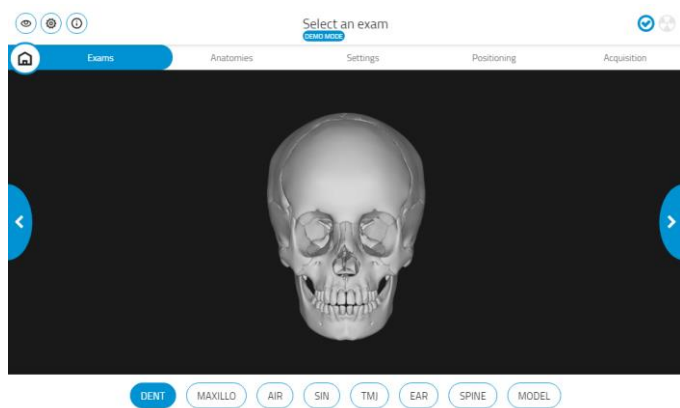 Select an exam
DEMO MODE
Exams Anatomies Settings Positioning Acquisition
DENT MAXILLO AIR SIN TMJ EAR SPINE MODEL